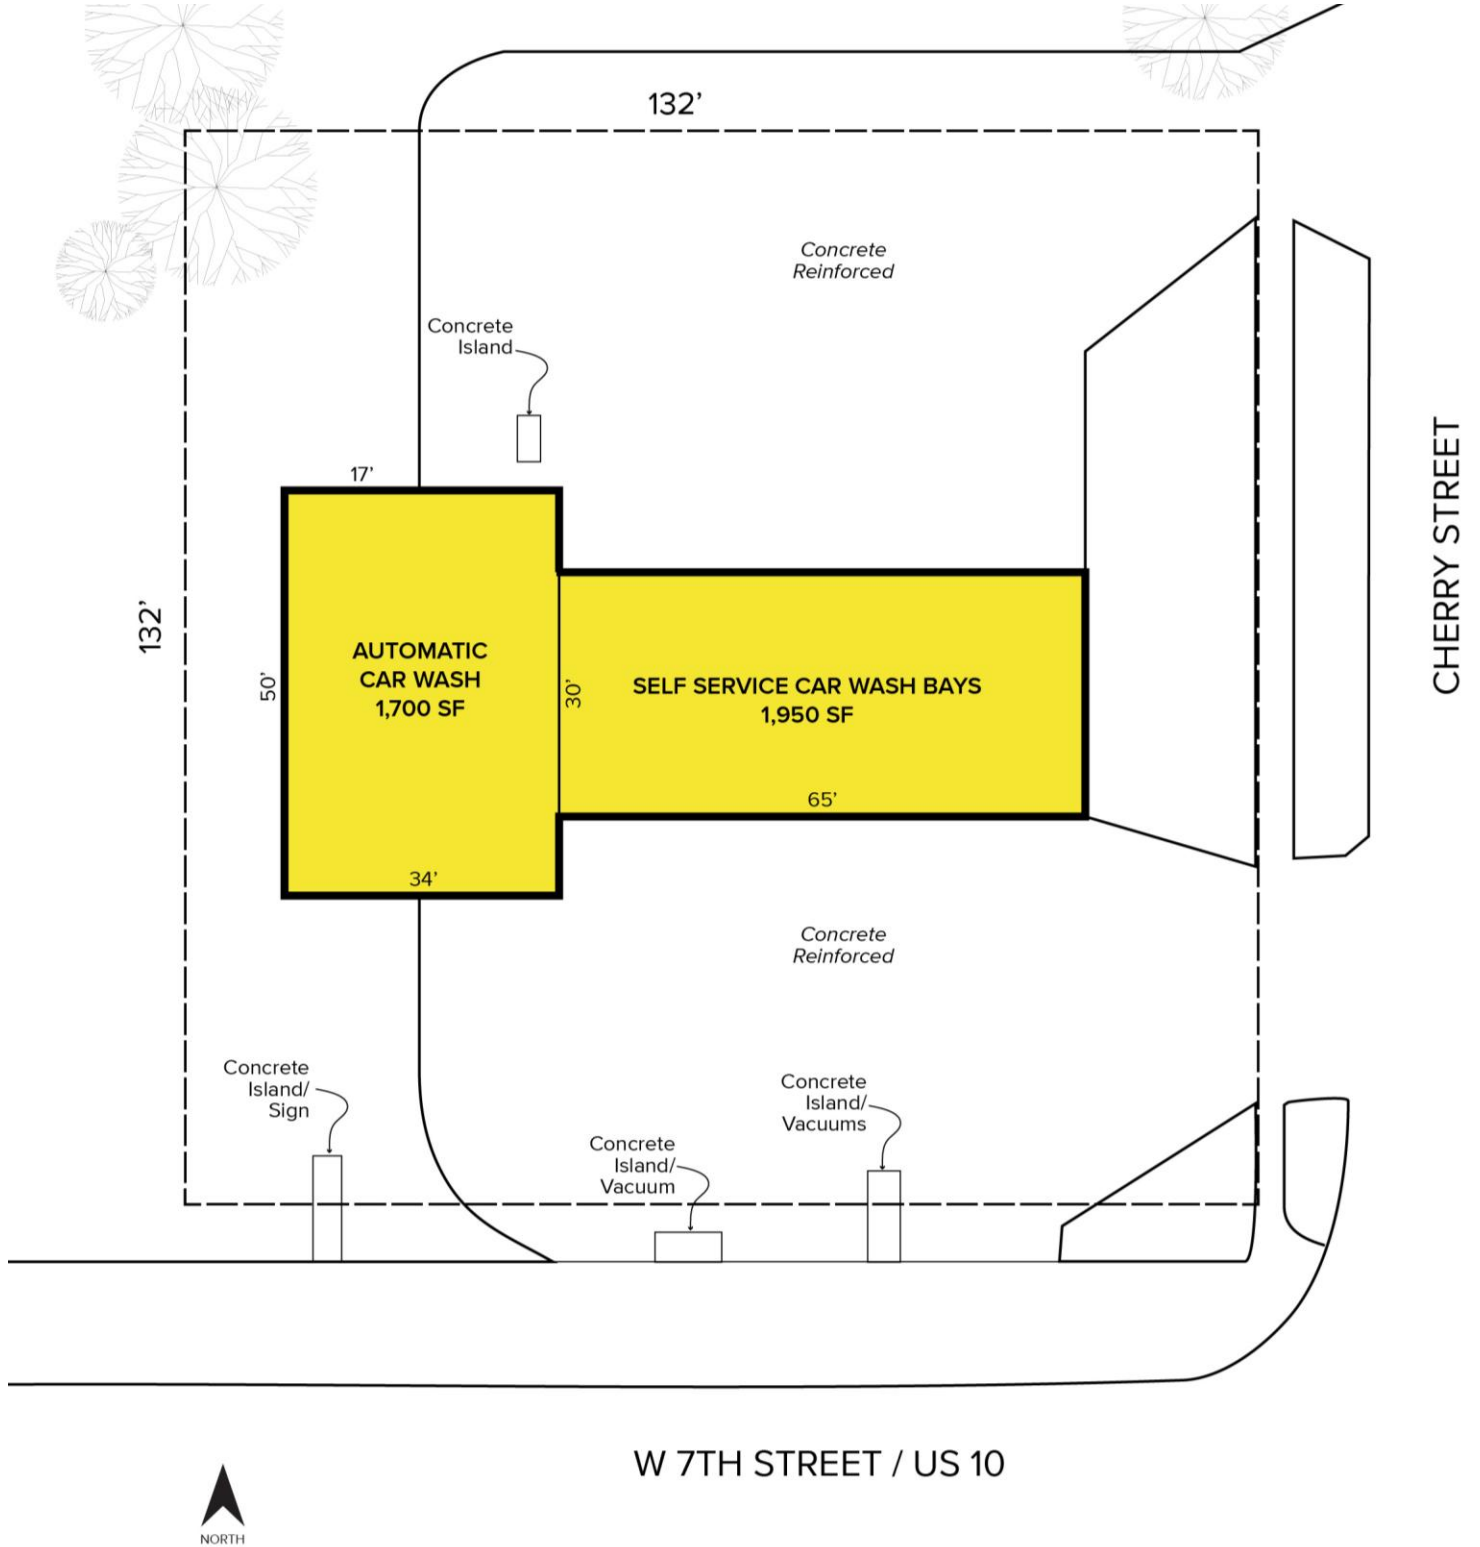 132'
Concrete
Reinforced
Concrete
Island
17'
132'
50'
AUTOMATIC
CAR WASH
1,700 SF
30'
SELF SERVICE CAR WASH BAYS
1,950 SF
65'
34'
CHERRY STREET
Concrete
Reinforced
Concrete
Island/
Sign
Concrete
Island/
Vacuum
Concrete
Island/
Vacuums
W 7TH STREET / US 10
NORTH